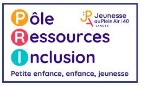 Pôle
Jeunesse
au Plein Air | 40
Ressources
Inclusion
Petite enfance, enfance, jeunesse